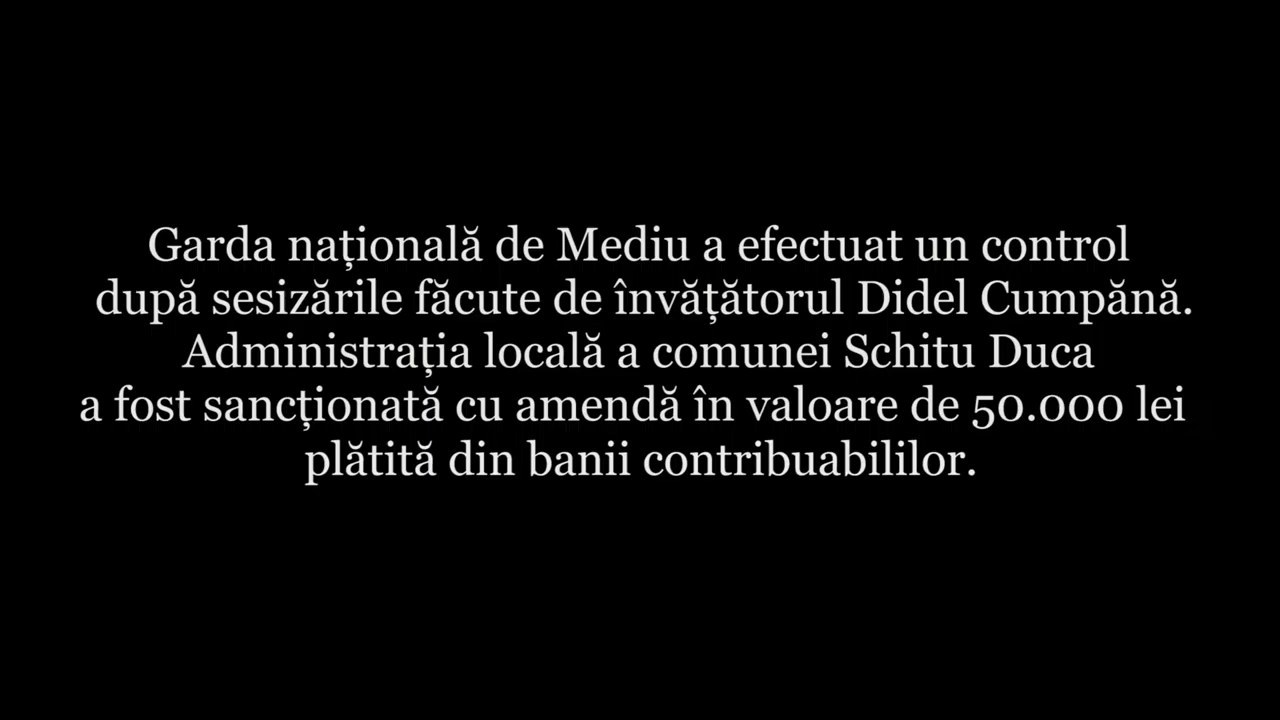 Garda națională de Mediu a efectuat un control
după sesizările făcute de învățătorul Didel Cumpănă.
Administrația locală a comunei Schitu Duca
a fost sancționată cu amendă în valoare de 50.000 lei
plătită din banii contribuabililor.